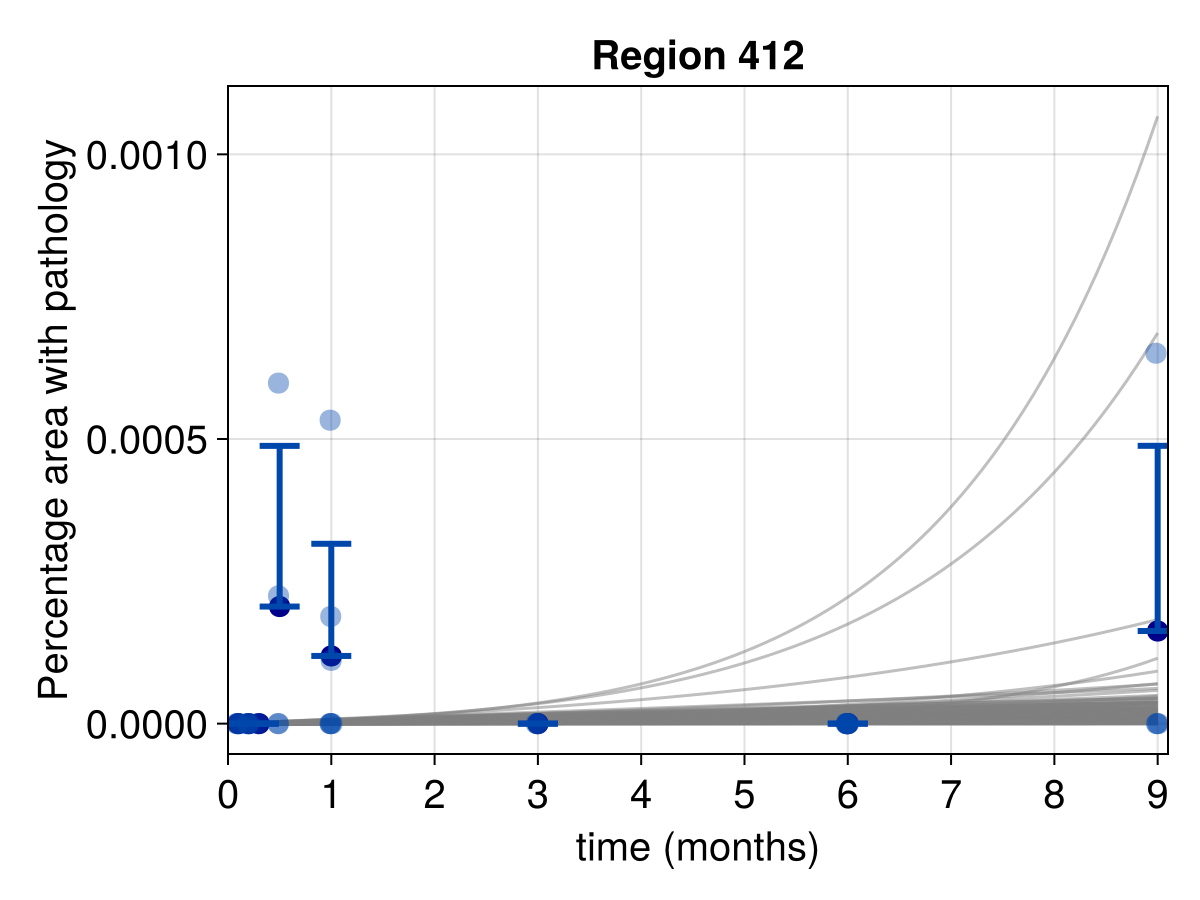 Region 412
Percentage area with pathology
0.0010
0.0005
0.0000
0 1 2 3 4 5 6 7 8 9
time (months)